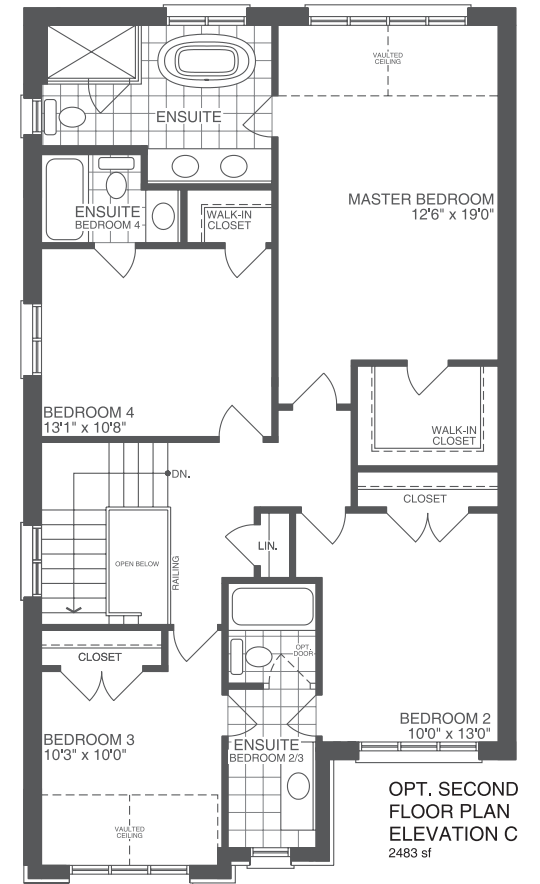 VAULTED
CEILING
ENSUITE
MASTER BEDROOM
12'6" x 19'0"
ENSUITE
BEDROOM 4
WALK-IN
CLOSET
BEDROOM 4
13'1" x 10'8"
WALK-IN
CLOSET
DN.
CLOSET
LIN.
OPEN BELOW
RAILING
OPT.
DOOR
CLOSET
BEDROOM 2
10'0" x 13'0"
BEDROOM 3
10'3" x 10'0"
ENSUITE
BEDROOM 2/3
VAULTED
CEILING
OPT. SECOND
FLOOR PLAN
ELEVATION C
2483 sf